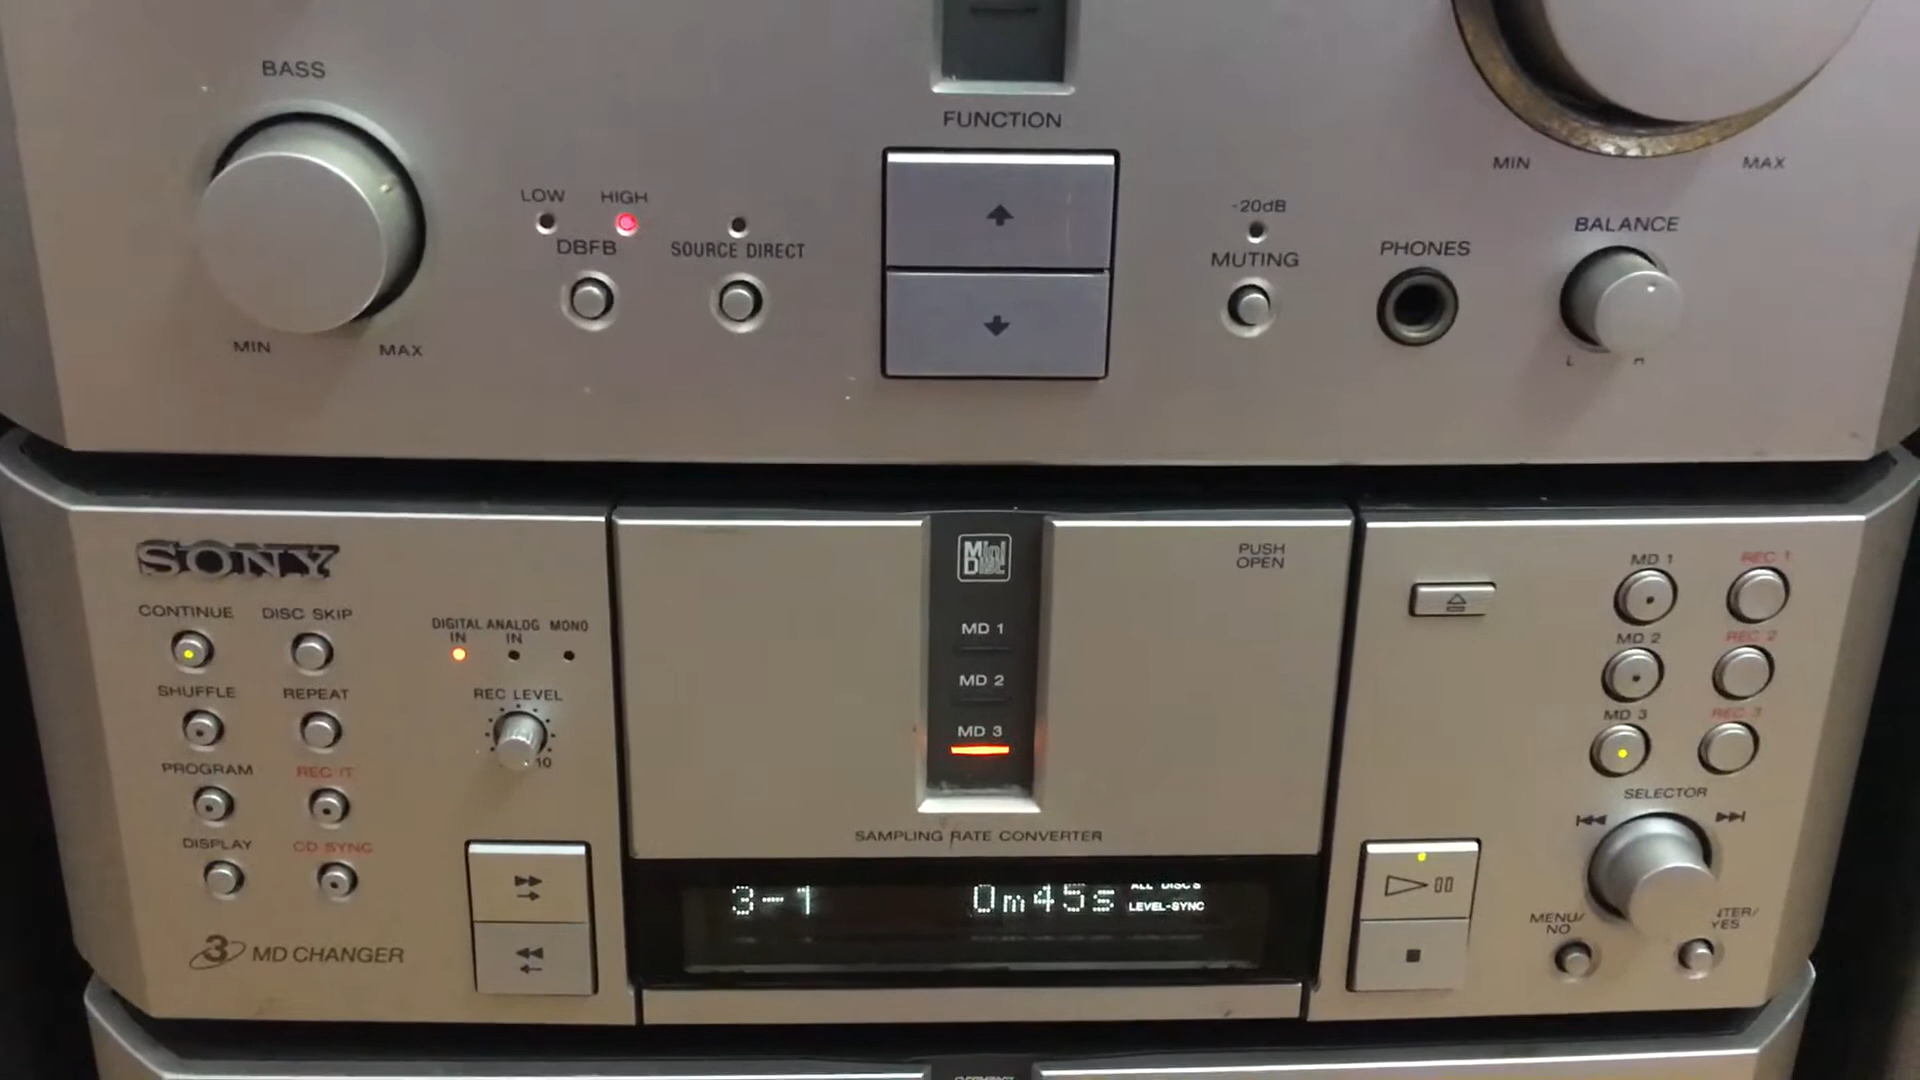 BASS
MIN
MAX
LOW
HIGH
DBFB
SOURCE DIRECT
FUNCTION
-20dB
MUTING
PHONES
MIN
MAX
BALANCE
L
R
SONY
CONTINUE
DISC SKIP
SHUFFLE
REPEAT
PROGRAM
REC IT
DISPLAY
CD SYNC
3 MD CHANGER
DIGITAL IN
ANALOG IN
MONO
REC LEVEL
10
MiniDisc
MD 1
MD 2
MD 3
PUSH OPEN
SAMPLING RATE CONVERTER
3-1
0m45s
ALL DISCS
LEVEL-SYNC
MD 1
REC 1
MD 2
REC 2
MD 3
REC 3
SELECTOR
MENU/
NO
YES